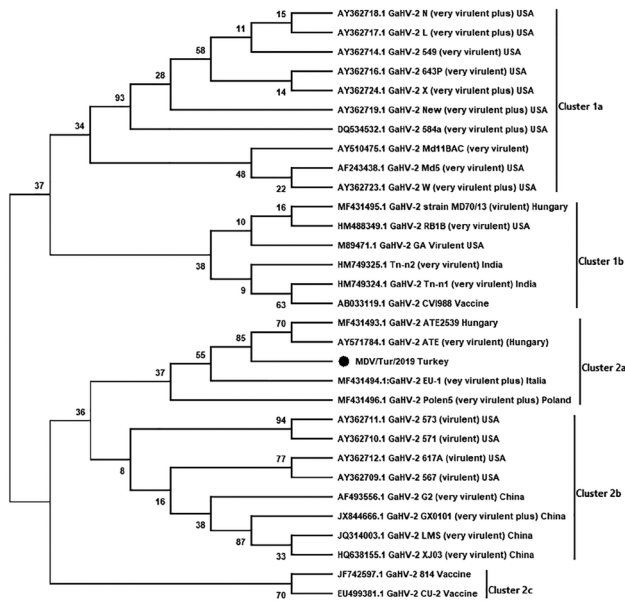 15
AY362718.1 GaHV-2 N (very virulent plus) USA
11
AY362717.1 GaHV-2 L (very virulent plus) USA
58
AY362714.1 GaHV-2 549 (very virulent) USA
AY362716.1 GaHV-2 643P (very virulent) USA
28
14
AY362724.1 GaHV-2 X (very virulent plus) USA
93
AY362719.1 GaHV-2 New (very virulent plus) USA
Cluster 1a
34
DQ534532.1 GaHV-2 584a (very virulent plus) USA
AY510475.1 GaHV-2 Md11BAC (very virulent)
48
AF243438.1 GaHV-2 Md5 (very virulent) USA
22
AY362723.1 GaHV-2 W (very virulent plus) USA
37
16
MF431495.1 GaHV-2 strain MD70/13 (virulent) Hungary
10
HM488349.1 GaHV-2 RB1B (very virulent) USA
M89471.1 GaHV-2 GA Virulent USA
38
HM749325.1 Tn-n2 (very virulent) India
Cluster 1b
9
HM749324.1 GaHV-2 Tn-n1 (very virulent) India
63
AB033119.1 GaHV-2 CVI988 Vaccine
70
MF431493.1 GaHV-2 ATE2539 Hungary
85
AY571784.1 GaHV-2 ATE (very virulent) (Hungary)
55
MDV/Tur/2019 Turkey
Cluster 2a
37
MF431494.1:GaHV-2 EU-1 (vey virulent plus) Italia
MF431496.1 GaHV-2 Polen5 (very virulent plus) Poland
36
94
AY362711.1 GaHV-2 573 (virulent) USA
AY362710.1 GaHV-2 571 (virulent) USA
8
77
AY362712.1 GaHV-2 617A (virulent) USA
AY362709.1 GaHV-2 567 (virulent) USA
Cluster 2b
16
AF493556.1 GaHV-2 G2 (very virulent) China
38
JX844666.1 GaHV-2 GX0101 (very virulent plus) China
87
JQ314003.1 GaHV-2 LMS (very virulent) China
33
HQ638155.1 GaHV-2 XJ03 (very virulent) China
JF742597.1 GaHV-2 814 Vaccine
Cluster 2c
70
EU499381.1 GaHV-2 CU-2 Vaccine